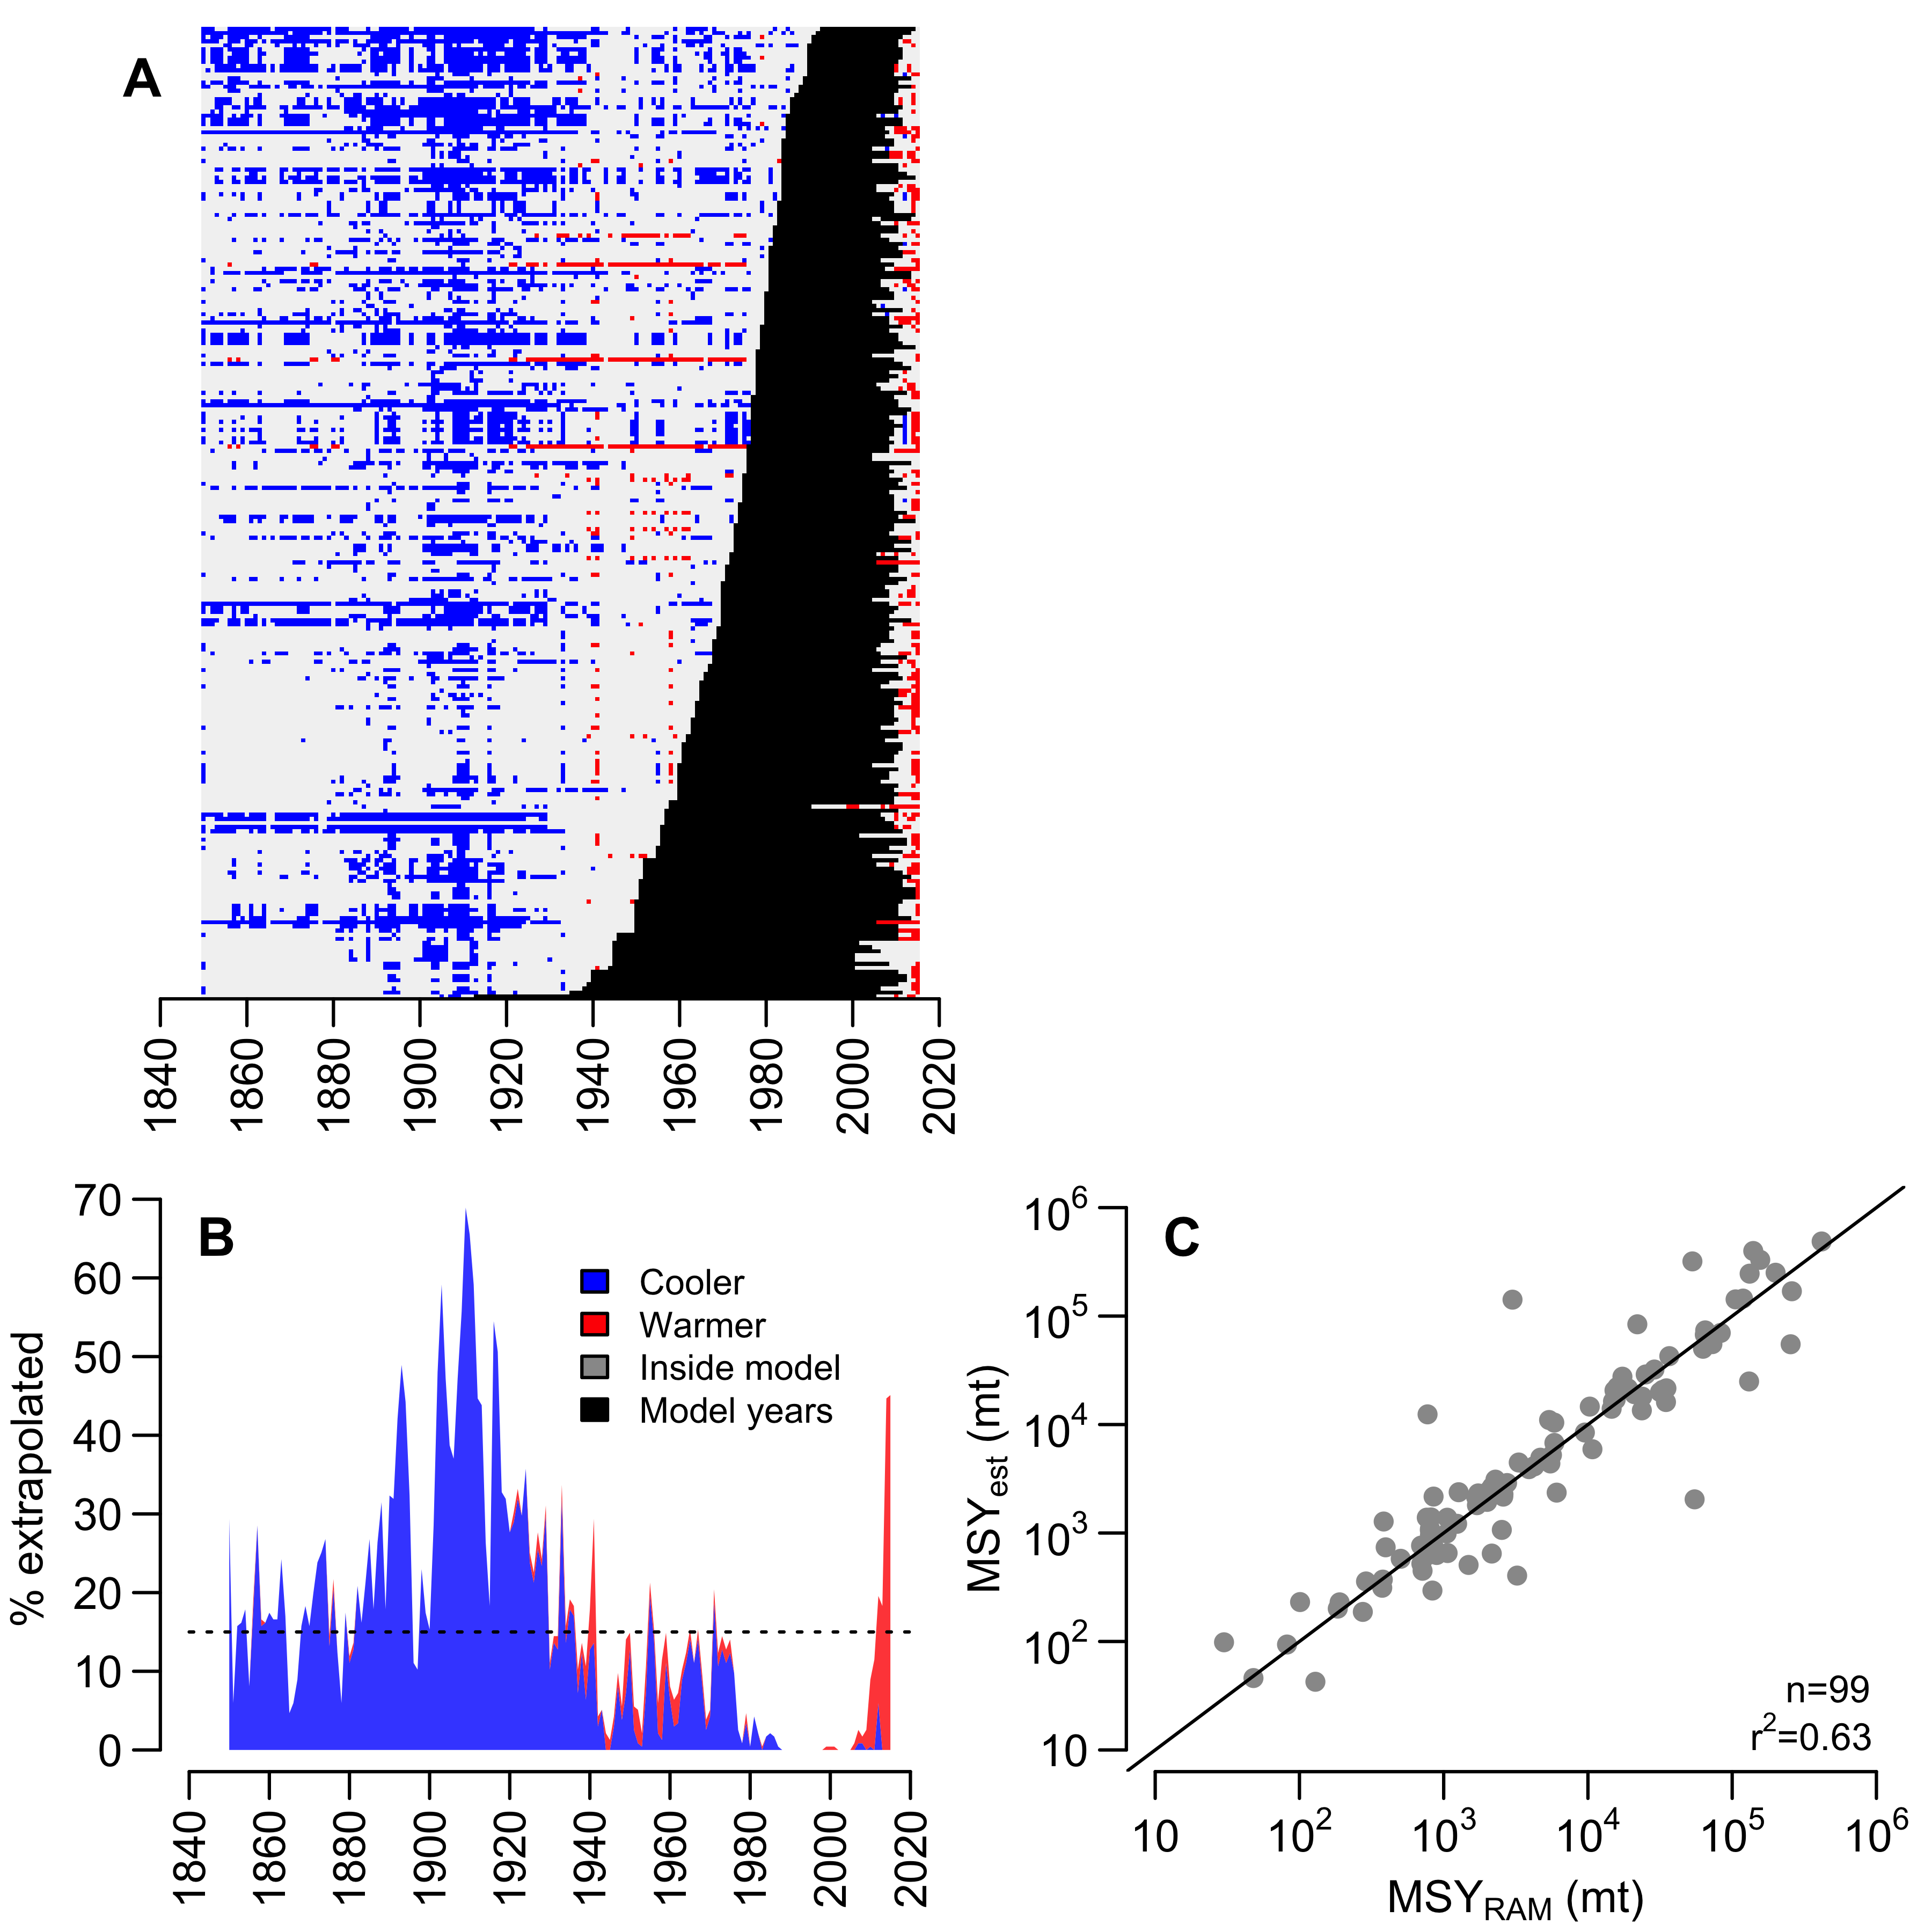 A
1840 1860 1880 1900 1920 1940 1960 1980 2000 2020
B
% extrapolated
70
60
50
40
30
20
10
0
Cooler
Warmer
Inside model
Model years
1840 1860 1880 1900 1920 1940 1960 1980 2000 2020
C
MSYest (mt)
10^6
10^5
10^4
10^3
10^2
10
n=99
r^2=0.63
10 10^2 10^3 10^4 10^5 10^6
MSYRAM (mt)